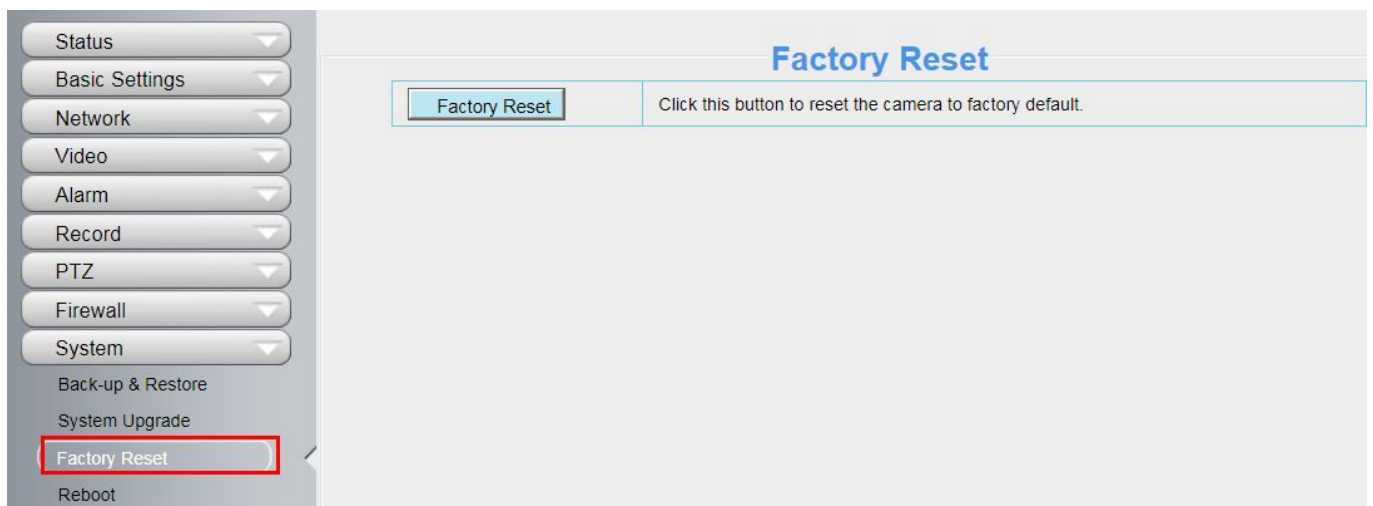 Status
Basic Settings
Network
Video
Alarm
Record
PTZ
Firewall
System
Back-up & Restore
System Upgrade
Factory Reset
Reboot
Factory Reset
Factory Reset
Click this button to reset the camera to factory default.